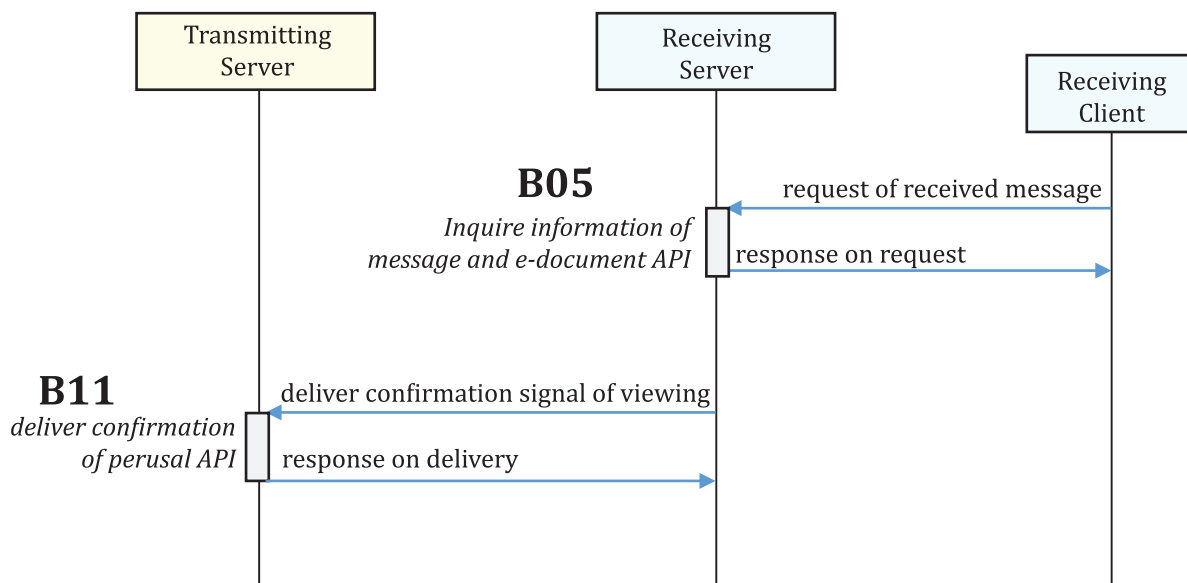 Transmitting
Server
Receiving
Server
Receiving
Client
B05
request of received message
Inquire information of
message and e-document API
response on request
B11
deliver confirmation signal of viewing
deliver confirmation
of perusal API
response on delivery